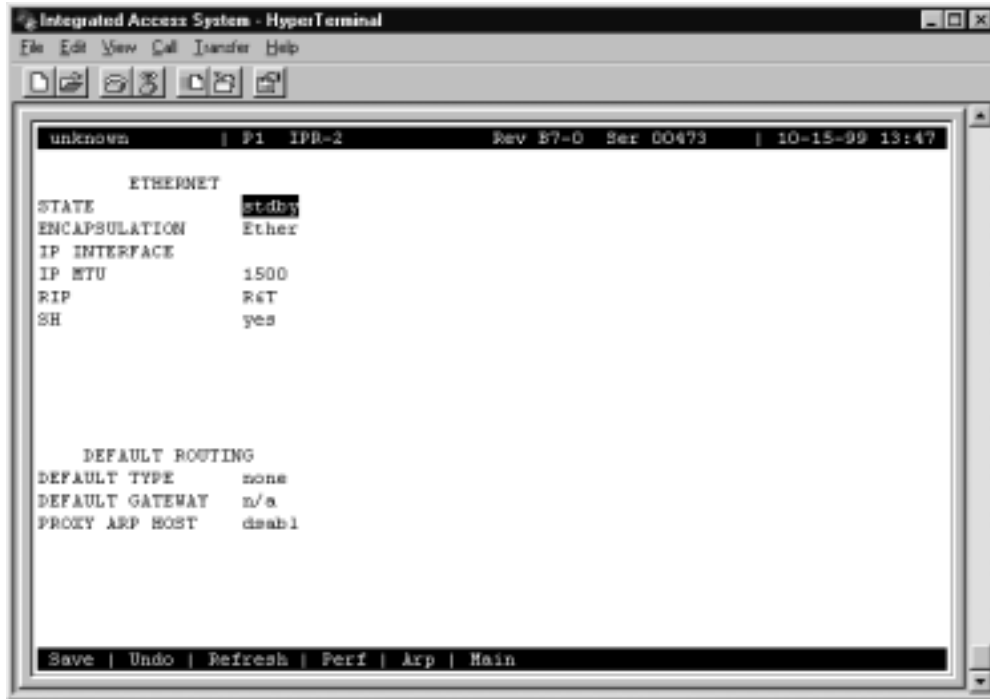 Integrated Access System - HyperTerminal
File Edit View Call Transfer Help
unknown | P1 IPR-2 Rev B7-0 Ser 00473 | 10-15-99 13:47
ETHERNET
STATE stdby
ENCAPSULATION Ether
IP INTERFACE
IP MTU 1500
RIP R&T
SH yes
DEFAULT ROUTING
DEFAULT TYPE none
DEFAULT GATEWAY n/a
PROXY ARP HOST dsabl
Save | Undo | Refresh | Perf | Arp | Main